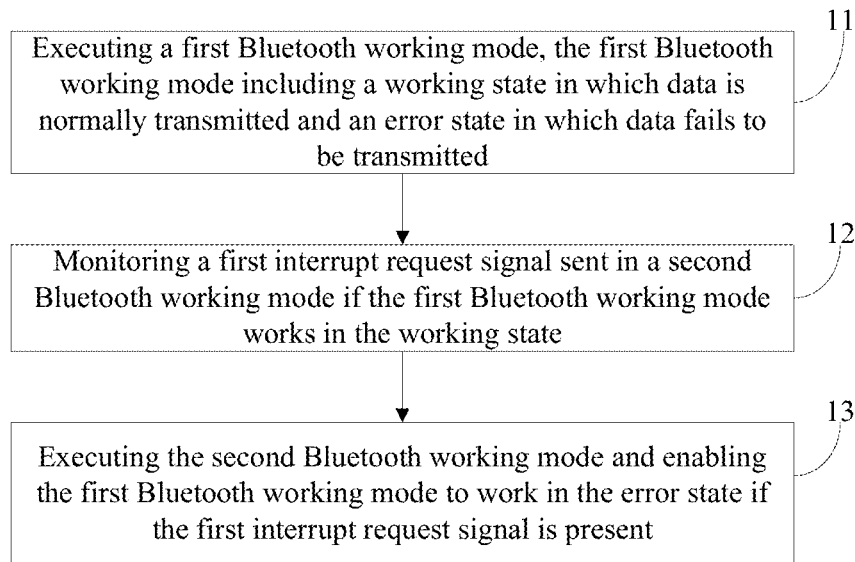 11
Executing a first Bluetooth working mode, the first Bluetooth
working mode including a working state in which data is
normally transmitted and an error state in which data fails to
be transmitted
12
Monitoring a first interrupt request signal sent in a second
Bluetooth working mode if the first Bluetooth working mode
works in the working state
13
Executing the second Bluetooth working mode and enabling
the first Bluetooth working mode to work in the error state if
the first interrupt request signal is present